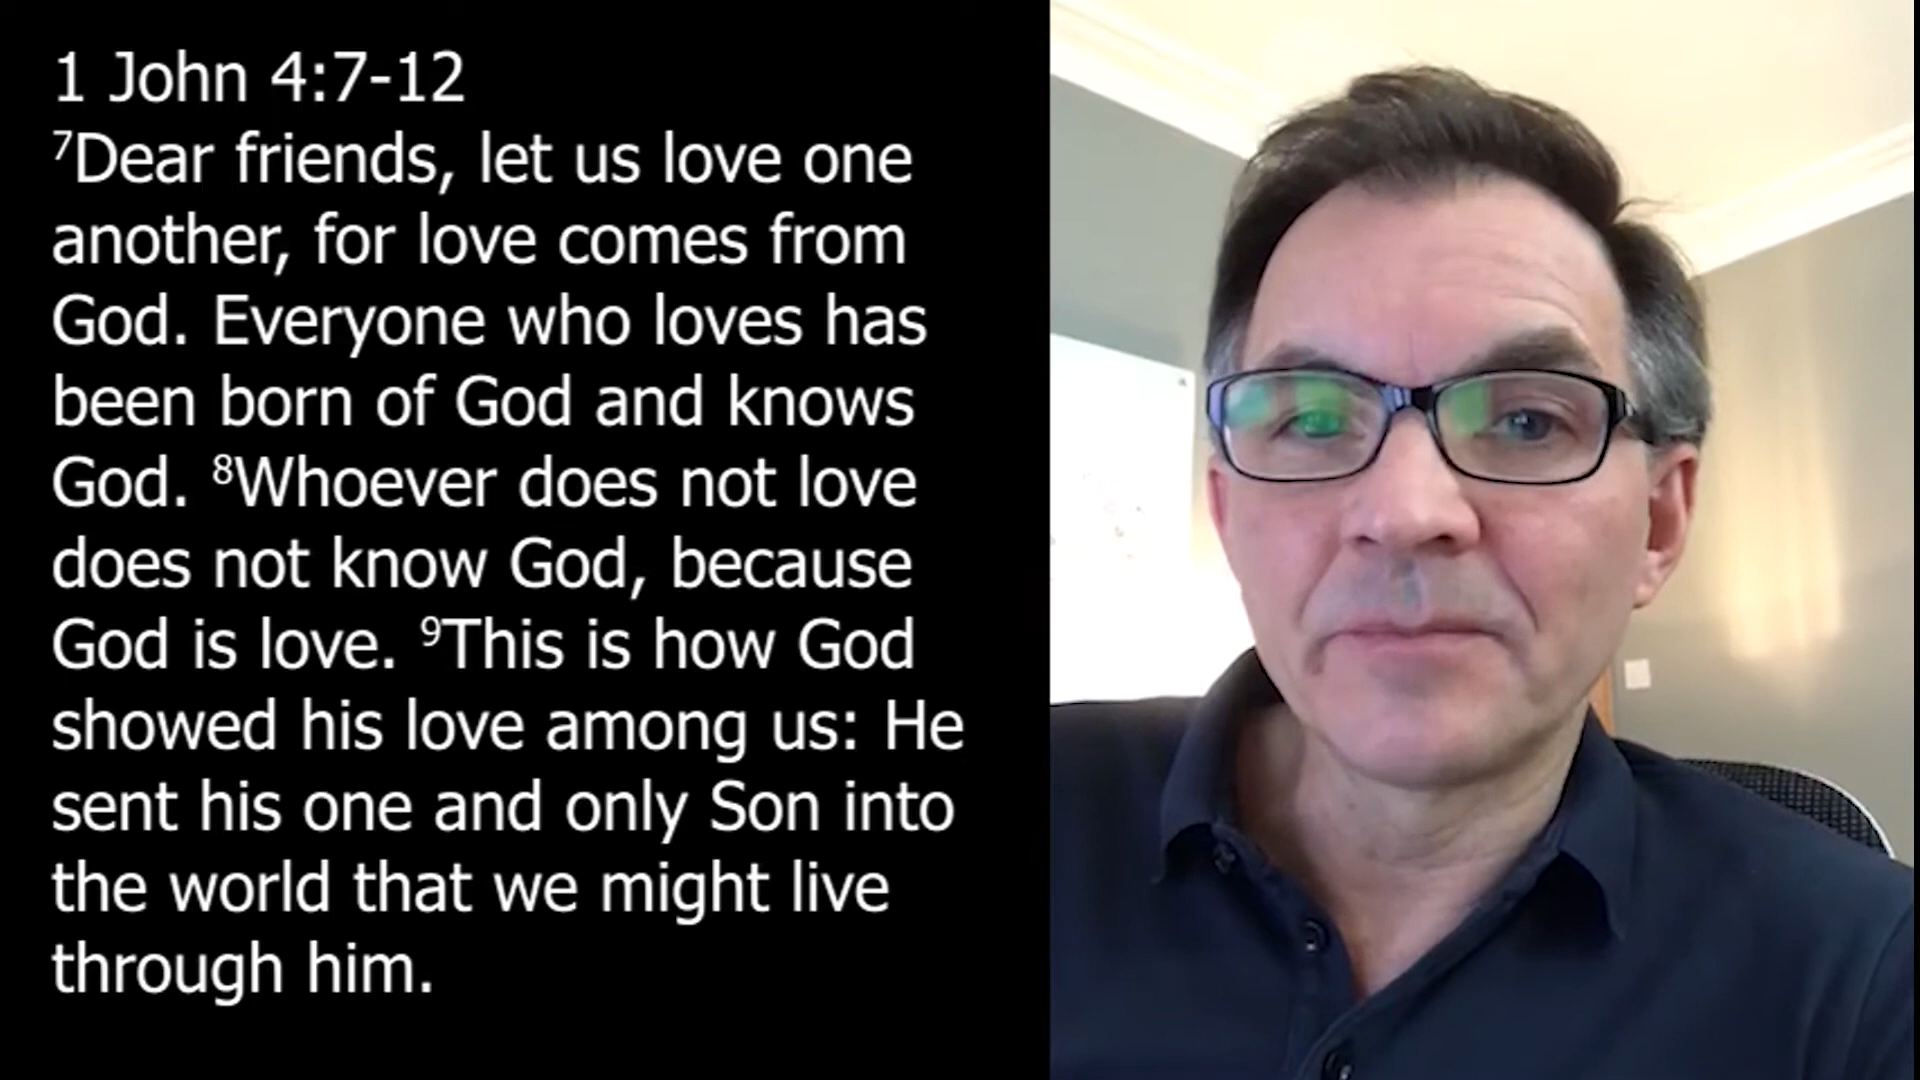 1 John 4:7-12
⁷Dear friends, let us love one
another, for love comes from
God. Everyone who loves has
been born of God and knows
God. ⁸Whoever does not love
does not know God, because
God is love. ⁹This is how God
showed his love among us: He
sent his one and only Son into
the world that we might live
through him.